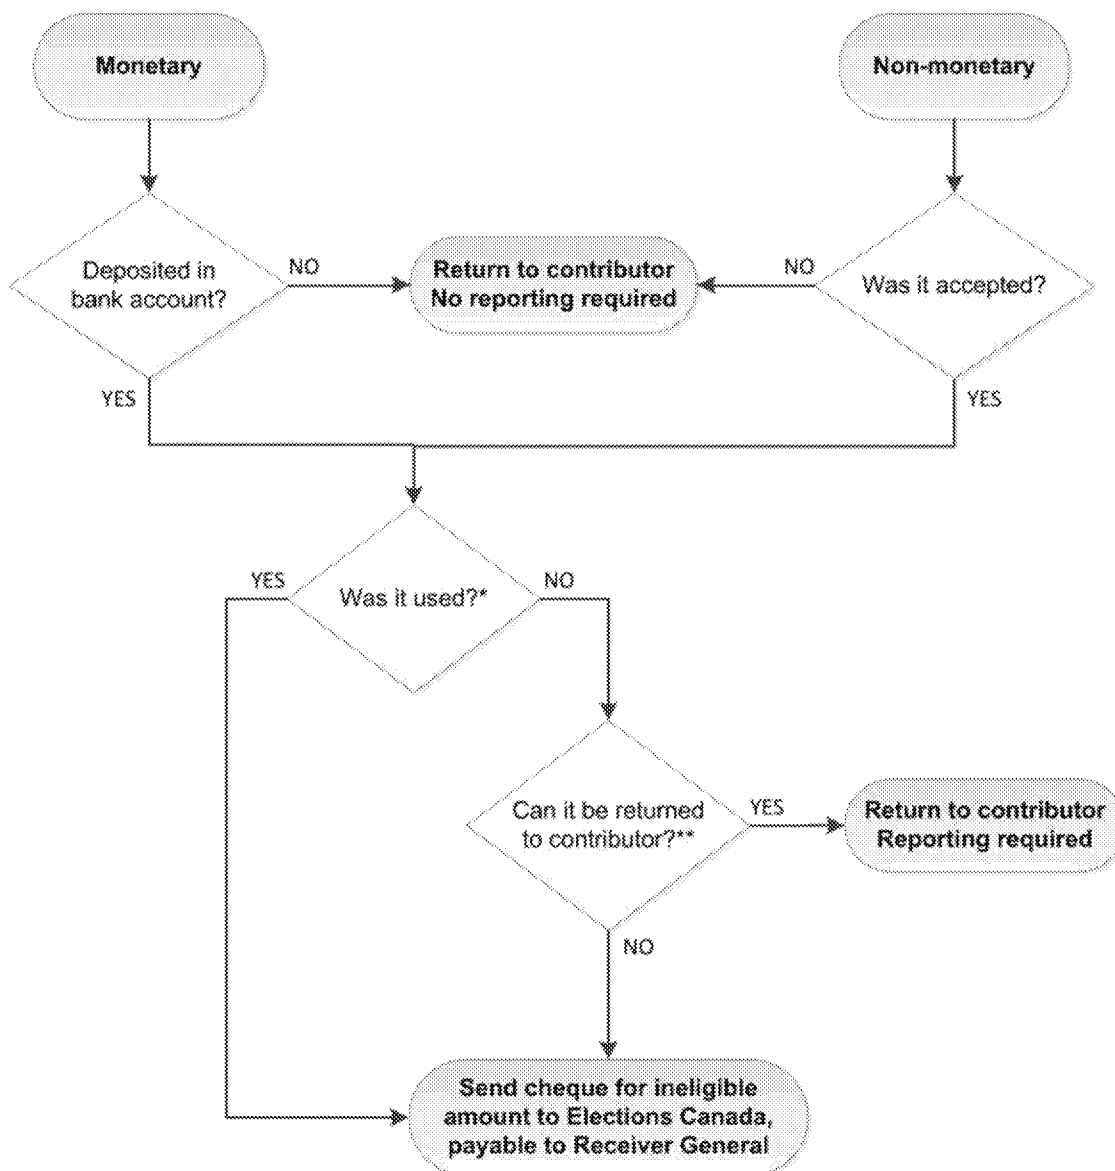 Monetary
Non-monetary
Deposited in
bank account?
NO
Return to contributor
No reporting required
NO
Was it accepted?
YES
YES
YES
Was it used?*
NO
Can it be returned
to contributor?**
YES
Return to contributor
Reporting required
NO
Send cheque for ineligible
amount to Elections Canada,
payable to Receiver General